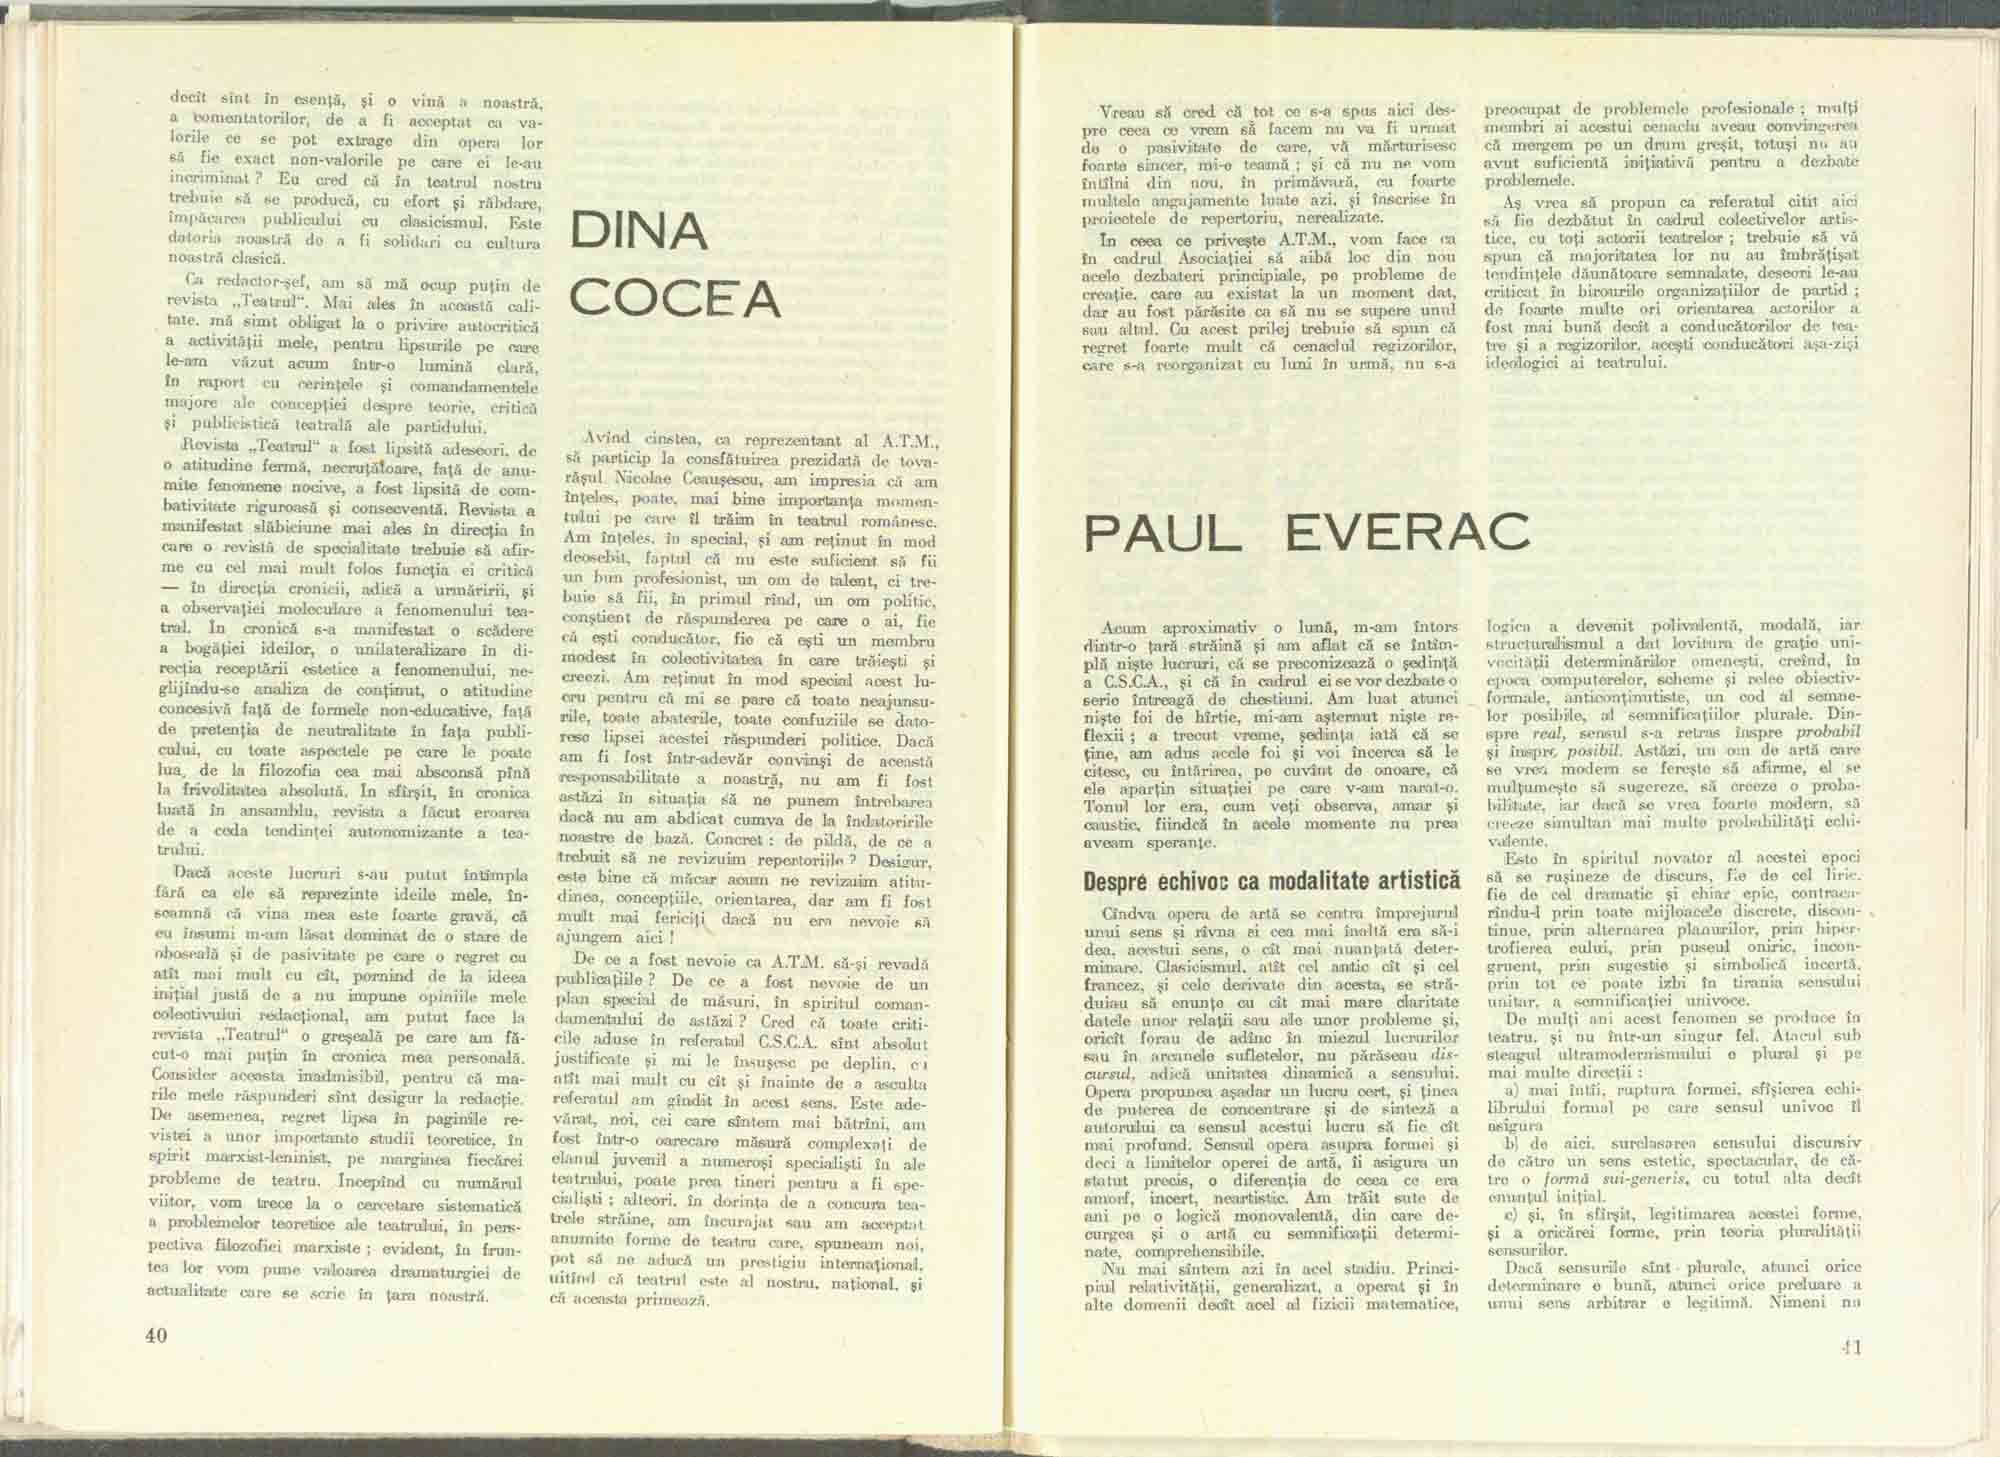 decît sînt în esență, și o vină a noastră,
a comentatorilor, de a fi acceptat ca va-
lorile ce se pot extrage din opera lor
să fie exact non-valorile pe care ei le-au
incriminat ? Eu cred că în teatrul nostru
trebuie să se producă, cu efort și răbdare,
împăcarea publicului cu clasicismul. Este
datoria noastră de a fi solidari cu cultura
noastră clasică.
Ca redactor-șef, am să mă ocup puțin de
revista „Teatrul“. Mai ales în această cali-
tate, mă simt obligat la o privire autocritică
a activității mele, pentru lipsurile pe care
le-am văzut acum într-o lumină clară,
în raport cu cerințele și comandamentele
majore ale concepției despre teorie, critică
și publicistică teatrală ale partidului.
Revista „Teatrul“ a fost lipsită adeseori, de
o atitudine fermă, necruțătoare, față de anu-
mite fenomene nocive, a fost lipsită de com-
bativitate riguroasă și consecventă. Revista a
manifestat slăbiciune mai ales în direcția în
care o revistă de specialitate trebuie să afir-
me cu cel mai mult folos funcția ei critică
— în direcția cronicii, adică a urmăririi, și
a observației moleculare a fenomenului tea-
tral. In cronică s-a manifestat o scădere
a bogăției ideilor, o unilateralizare în di-
recția receptării estetice a fenomenului, ne-
glijîndu-se analiza de conținut, o atitudine
concesivă față de formele non-educative, față
de pretenția de neutralitate în fața publi-
cului, cu toate aspectele pe care le poate
lua, de la filozofia cea mai absconsă pînă
la frivolitatea absolută. In sfîrșit, în cronica
luată în ansamblu, revista a făcut eroarea
de a ceda tendinței autonomizante a tea-
trului.
Dacă aceste lucruri s-au putut întîmpla
fără ca ele să reprezinte ideile mele, în-
seamnă că vina mea este foarte gravă, că
eu însumi m-am lăsat dominat de o stare de
oboseală și de pasivitate pe care o regret cu
atît mai mult cu cît, pornind de la ideea
inițial justă de a nu impune opiniile mele
colectivului redacțional, am putut face la
revista „Teatrul“ o greșeală pe care am fă-
cut-o mai puțin în cronica mea personală.
Consider aceasta inadmisibil, pentru că ma-
rile mele răspunderi sînt desigur la redacție.
De asemenea, regret lipsa în paginile re-
vistei a unor importante studii teoretice, în
spirit marxist-leninist, pe marginea fiecărei
probleme de teatru. Incepînd cu numărul
viitor, vom trece la o cercetare sistematică
a problemelor teoretice ale teatrului, în pers-
pectiva filozofiei marxiste ; evident, în frun-
tea lor vom pune valoarea dramaturgiei de
actualitate care se scrie în țara noastră.
40
DINA
COCEA
Avînd cinstea, ca reprezentant al A.T.M.,
să particip la consfătuirea prezidată de tova-
rășul Nicolae Ceaușescu, am impresia că am
înțeles, poate, mai bine importanța momen-
tului pe care îl trăim în teatrul românesc.
Am înțeles, în special, și am reținut în mod
deosebit, faptul că nu este suficient să fii
un bun profesionist, un om de talent, ci tre-
buie să fii, în primul rînd, un om politic,
conștient de răspunderea pe care o ai, fie
că ești conducător, fie că ești un membru
modest în colectivitatea în care trăiești și
creezi. Am reținut în mod special acest lu-
cru pentru că mi se pare că toate neajunsu-
rile, toate abaterile, toate confuziile se dato-
resc lipsei acestei răspunderi politice. Dacă
am fi fost într-adevăr convinși de această
responsabilitate a noastră, nu am fi fost
astăzi în situația să ne punem întrebarea
dacă nu am abdicat cumva de la îndatoririle
noastre de bază. Concret : de pildă, de ce a
trebuit să ne revizuim repertoriile ? Desigur,
este bine că măcar acum ne revizuim atitu-
dinea, concepțiile, orientarea, dar am fi fost
mult mai fericiți dacă nu era nevoie să
ajungem aici !
De ce a fost nevoie ca A.T.M. să-și revadă
publicațiile ? De ce a fost nevoie de un
plan special de măsuri, în spiritul coman-
damentului de astăzi ? Cred că toate criti-
cile aduse în referatul C.S.C.A. sînt absolut
justificate și mi le însușesc pe deplin, cu
atît mai mult cu cît și înainte de a asculta
referatul am gîndit în acest sens. Este ade-
vărat, noi, cei care sîntem mai bătrîni, am
fost într-o oarecare măsură complexați de
elanul juvenil a numeroși specialiști în ale
teatrului, poate prea tineri pentru a fi spe-
cialiști ; alteori, în dorința de a concura tea-
trele străine, am încurajat sau am acceptat
anumite forme de teatru care, spuneam noi,
pot să ne aducă un prestigiu internațional,
uitînd că teatrul este al nostru, național, și
că aceasta primează.
Vreau să cred că tot ce s-a spus aici des-
pre ceea ce vrem să facem nu va fi urmat
de o pasivitate de care, vă mărturisesc
foarte sincer, mi-e teamă ; și că nu ne vom
întîlni din nou, în primăvară, cu foarte
multele angajamente luate azi, și înscrise în
proiectele de repertoriu, nerealizate.
In ceea ce privește A.T.M., vom face ca
în cadrul Asociației să aibă loc din nou
acele dezbateri principiale, pe probleme de
creație, care au existat la un moment dat,
dar au fost părăsite ca să nu se supere unul
sau altul. Cu acest prilej trebuie să spun că
regret foarte mult că cenaclul regizorilor,
care s-a reorganizat cu luni în urmă, nu s-a
preocupat de problemele profesionale ; mulți
membri ai acestui cenaclu aveau convingerea
că mergem pe un drum greșit, totuși nu au
avut suficientă inițiativă pentru a dezbate
problemele.
Aș vrea să propun ca referatul citit aici
să fie dezbătut în cadrul colectivelor artis-
tice, cu toți actorii teatrelor ; trebuie să vă
spun că majoritatea lor nu au îmbrățișat
tendințele dăunătoare semnalate, deseori le-au
criticat în birourile organizațiilor de partid ;
de foarte multe ori orientarea actorilor a
fost mai bună decît a conducătorilor de tea-
tre și a regizorilor, acești conducători așa-ziși
ideologici ai teatrului.
PAUL EVERAC
Acum aproximativ o lună, m-am întors
dintr-o țară străină și am aflat că se întîm-
plă niște lucruri, că se preconizează o ședință
a C.S.C.A., și că în cadrul ei se vor dezbate o
serie întreagă de chestiuni. Am luat atunci
niște foi de hîrtie, mi-am așternut niște re-
flexii ; a trecut vreme, ședința iată că se
ține, am adus acele foi și voi încerca să le
citesc, cu întărirea, pe cuvînt de onoare, că
ele aparțin situației pe care v-am narat-o.
Tonul lor era, cum veți observa, amar și
caustic, fiindcă în acele momente nu prea
aveam speranțe.
Despre echivoc ca modalitate artistică
Cîndva opera de artă se centra împrejurul
unui sens și rîvna ei cea mai înaltă era să-i
dea, acestui sens, o cît mai nuanțată deter-
minare. Clasicismul, atît cel antic cît și cel
francez, și cele derivate din acesta, se stră-
duiau să enunțe cu cît mai mare claritate
datele unor relații sau ale unor probleme și,
oricît forau de adînc în miezul lucrurilor
sau în arcanele sufletelor, nu părăseau dis-
cursul, adică unitatea dinamică a sensului.
Opera propunea așadar un lucru cert, și ținea
de puterea de concentrare și de sinteză a
autorului ca sensul acestui lucru să fie cît
mai profund. Sensul opera asupra formei și
deci a limitelor operei de artă, îi asigura un
statut precis, o diferenția de ceea ce era
amorf, incert, neartistic. Am trăit sute de
ani pe o logică monovalentă, din care de-
curgea și o artă cu semnificații determi-
nate, comprehensibile.
Nu mai sîntem azi în acel stadiu. Princi-
piul relativității, generalizat, a operat și în
alte domenii decît acel al fizicii matematice,
logica a devenit polivalentă, modală, iar
structuralismul a dat lovitura de grație uni-
vocității determinărilor omenești, creînd, în
epoca computerelor, scheme și relee obiectiv-
formale, anticonținutiste, un cod al semne-
lor posibile, al semnificațiilor plurale. Din-
spre real, sensul s-a retras înspre probabil
și înspre posibil. Astăzi, un om de artă care
se vrea modern se ferește să afirme, el se
mulțumește să sugereze, să creeze o proba-
bilitate, iar dacă se vrea foarte modern, să
creeze simultan mai multe probabilități echi-
valente.
Este în spiritul novator al acestei epoci
să se rușineze de discurs, fie de cel liric,
fie de cel dramatic și chiar epic, contraca-
rîndu-l prin toate mijloacele discrete, discon-
tinue, prin alternarea planurilor, prin hiper-
trofierea eului, prin puseul oniric, incon-
gruent, prin sugestie și simbolică incertă,
prin tot ce poate izbi în tirania sensului
unitar, a semnificației univoce.
De mulți ani acest fenomen se produce în
teatru, și nu într-un singur fel. Atacul sub
steagul ultramodernismului e plural și pe
mai multe direcții :
a) mai întîi, ruptura formei, sfîșierea echi-
librului formal pe care sensul univoc îl
asigura
b) de aici, surclasarea sensului discursiv
de către un sens estetic, spectacular, de că-
tre o formă sui-generis, cu totul alta decît
enunțul inițial.
c) și, în sfîrșit, legitimarea acestei forme,
și a oricărei forme, prin teoria pluralității
sensurilor.
Dacă sensurile sînt plurale, atunci orice
determinare e bună, atunci orice preluare a
unui sens arbitrar e legitimă. Nimeni nu
41